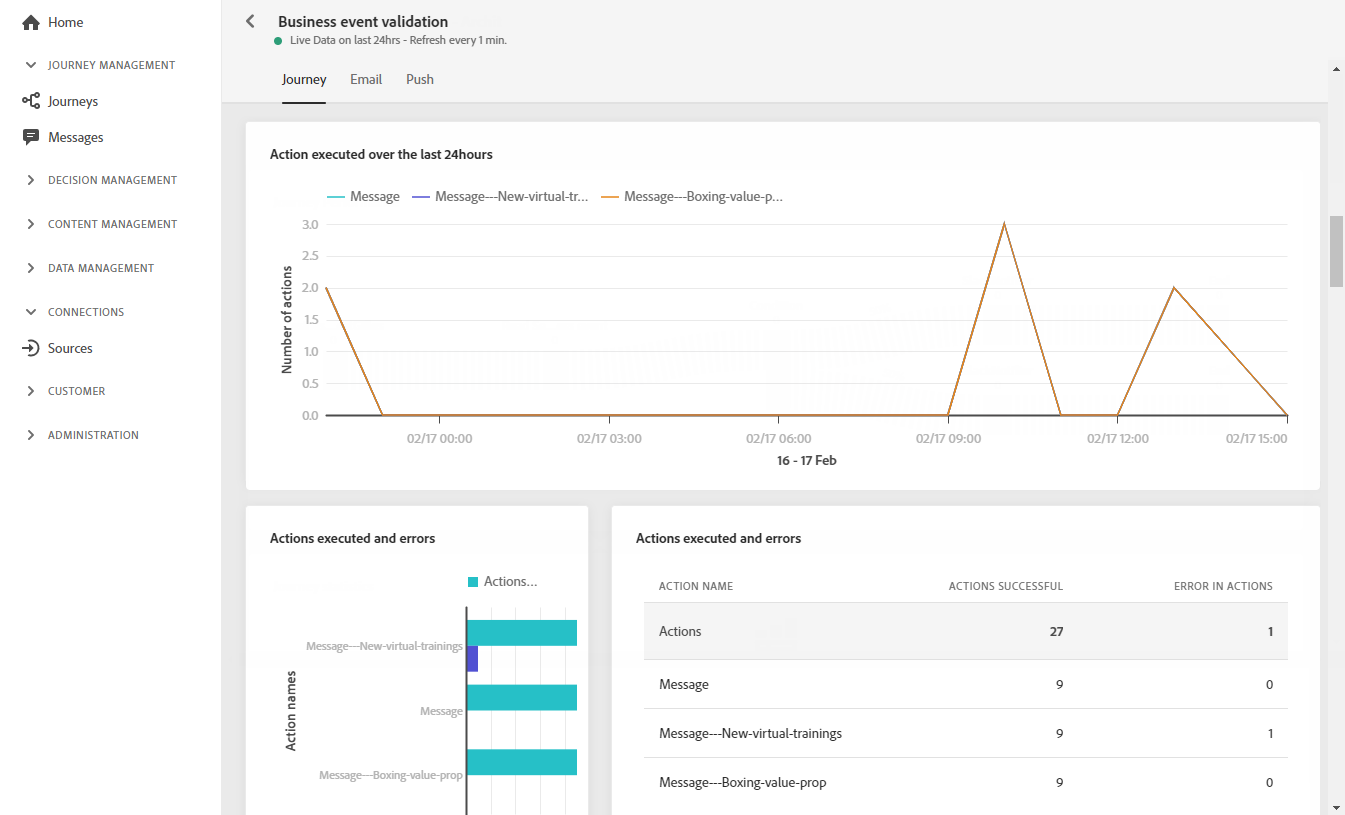 Home
JOURNEY MANAGEMENT
Journeys
Messages
DECISION MANAGEMENT
CONTENT MANAGEMENT
DATA MANAGEMENT
CONNECTIONS
Sources
CUSTOMER
ADMINISTRATION
Business event validation
Live Data on last 24hrs - Refresh every 1 min.
Journey Email Push
Action executed over the last 24hours
Message Message---New-virtual-tr... Message---Boxing-value-p...
Number of actions
3.0
2.5
2.0
1.5
1.0
0.5
0.0
02/17 00:00 02/17 03:00 02/17 06:00 02/17 09:00 02/17 12:00 02/17 15:00
16 - 17 Feb
Actions executed and errors
Actions...
Action names
Message---New-virtual-trainings
Message
Message---Boxing-value-prop
Actions executed and errors
ACTION NAME ACTIONS SUCCESSFUL ERROR IN ACTIONS
Actions 27 1
Message 9 0
Message---New-virtual-trainings 9 1
Message---Boxing-value-prop 9 0